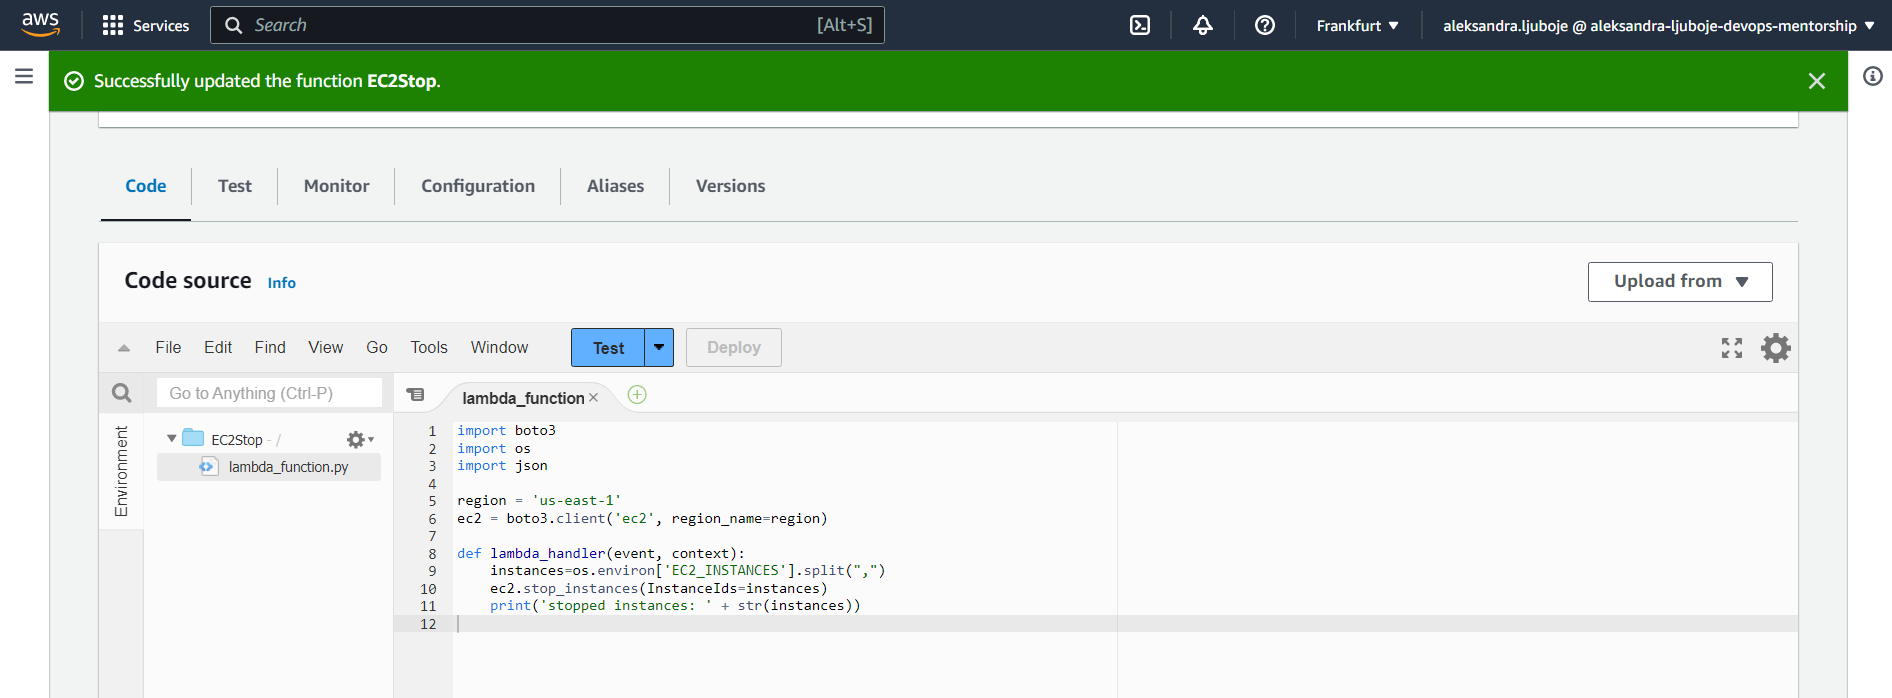 aws Services Search [Alt+S] Frankfurt aleksandra.ljuboje @ aleksandra-ljuboje-devops-mentorship
Successfully updated the function EC2Stop.
Code Test Monitor Configuration Aliases Versions
Code source Info Upload from
File Edit Find View Go Tools Window Test Deploy
Go to Anything (Ctrl-P)
lambda_function
Environment
EC2Stop - /
lambda_function.py
1 import boto3
2 import os
3 import json
4
5 region = 'us-east-1'
6 ec2 = boto3.client('ec2', region_name=region)
7
8 def lambda_handler(event, context):
9     instances=os.environ['EC2_INSTANCES'].split(",")
10     ec2.stop_instances(InstanceIds=instances)
11     print('stopped instances: ' + str(instances))
12